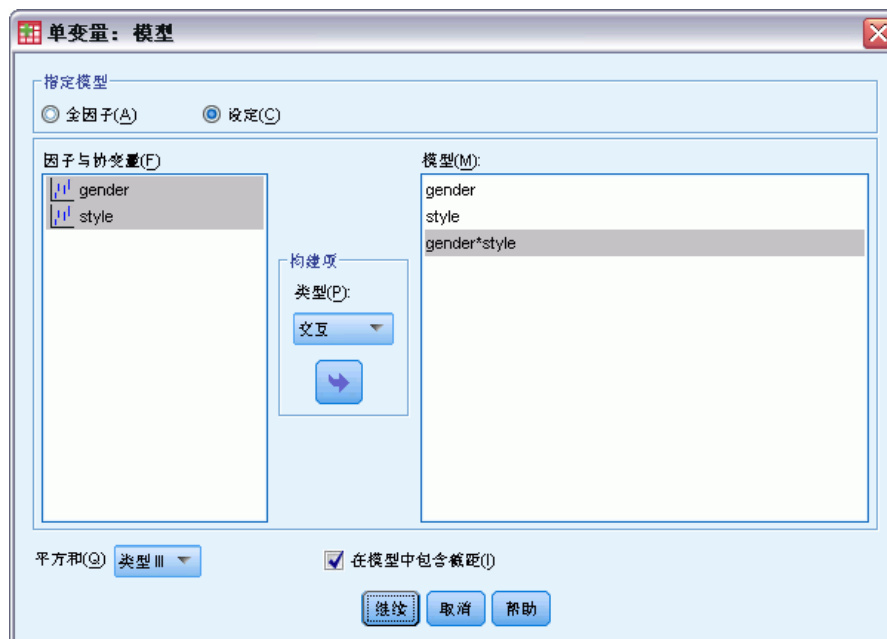 单变量: 模型
指定模型
全因子(A)
设定(C)
因子与协变量(F)
gender
style
构建项
类型(P):
交互
模型(M):
gender
style
gender*style
平方和(Q)
类型 III
在模型中包含截距(I)
继续
取消
帮助